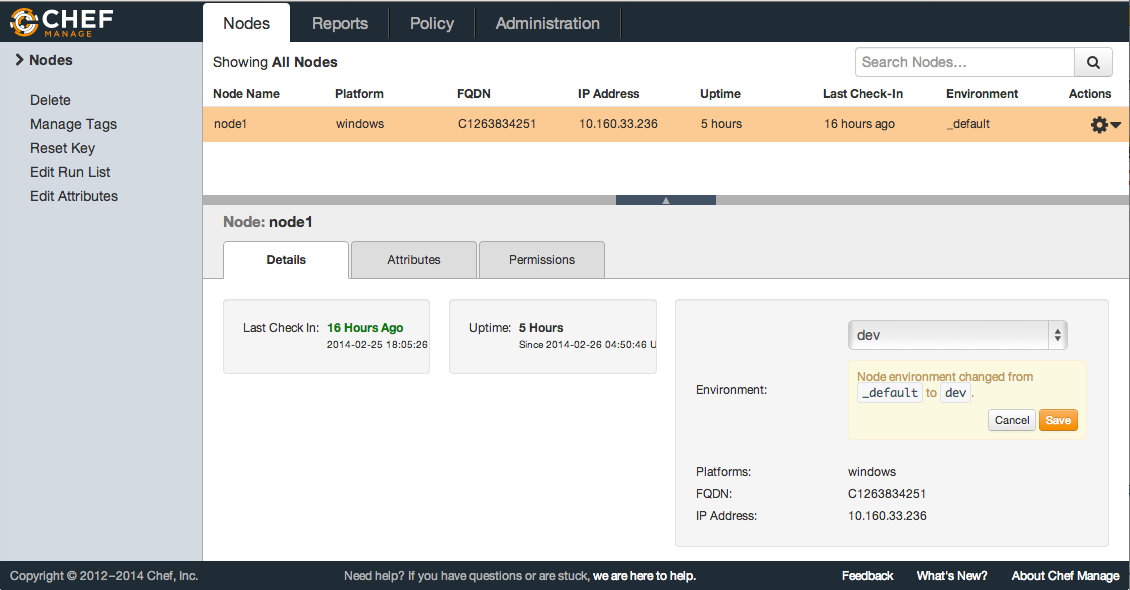 CHEF
MANAGE
Nodes
Reports
Policy
Administration
Nodes
Delete
Manage Tags
Reset Key
Edit Run List
Edit Attributes
Showing All Nodes
Search Nodes...
Node Name Platform FQDN IP Address Uptime Last Check-In Environment Actions
node1 windows C1263834251 10.160.33.236 5 hours 16 hours ago _default
Node: node1
Details
Attributes
Permissions
Last Check In: 16 Hours Ago
2014-02-25 18:05:26
Uptime: 5 Hours
Since 2014-02-26 04:50:46 U
dev
Environment:
Node environment changed from
_default to dev.
Cancel
Save
Platforms: windows
FQDN: C1263834251
IP Address: 10.160.33.236
Copyright © 2012–2014 Chef, Inc.
Need help? If you have questions or are stuck, we are here to help.
Feedback
What's New?
About Chef Manage